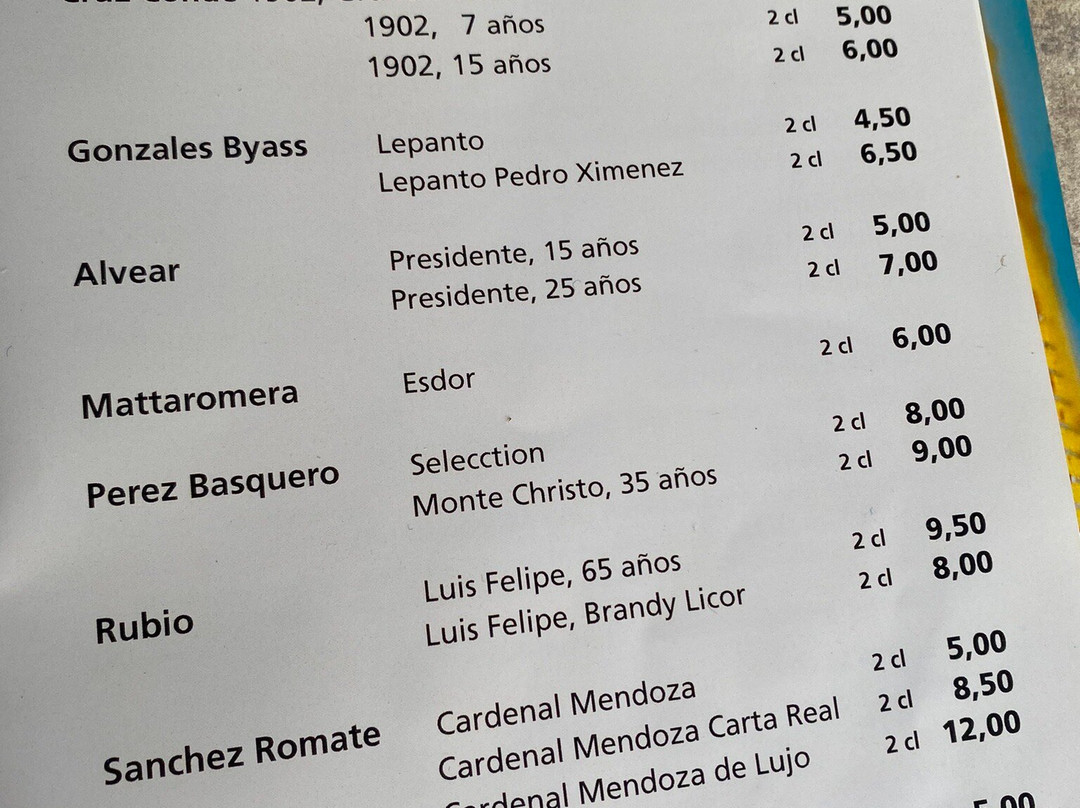 1902, 7 años 2 cl 5,00
1902, 15 años 2 cl 6,00
Gonzales Byass Lepanto 2 cl 4,50
Lepanto Pedro Ximenez 2 cl 6,50
Alvear Presidente, 15 años 2 cl 5,00
Presidente, 25 años 2 cl 7,00
Mattaromera Esdor 2 cl 6,00
Perez Basquero Selecction 2 cl 8,00
Monte Christo, 35 años 2 cl 9,00
Rubio Luis Felipe, 65 años 2 cl 9,50
Luis Felipe, Brandy Licor 2 cl 8,00
Sanchez Romate Cardenal Mendoza 2 cl 5,00
Cardenal Mendoza Carta Real 2 cl 8,50
Cardenal Mendoza de Lujo 2 cl 12,00